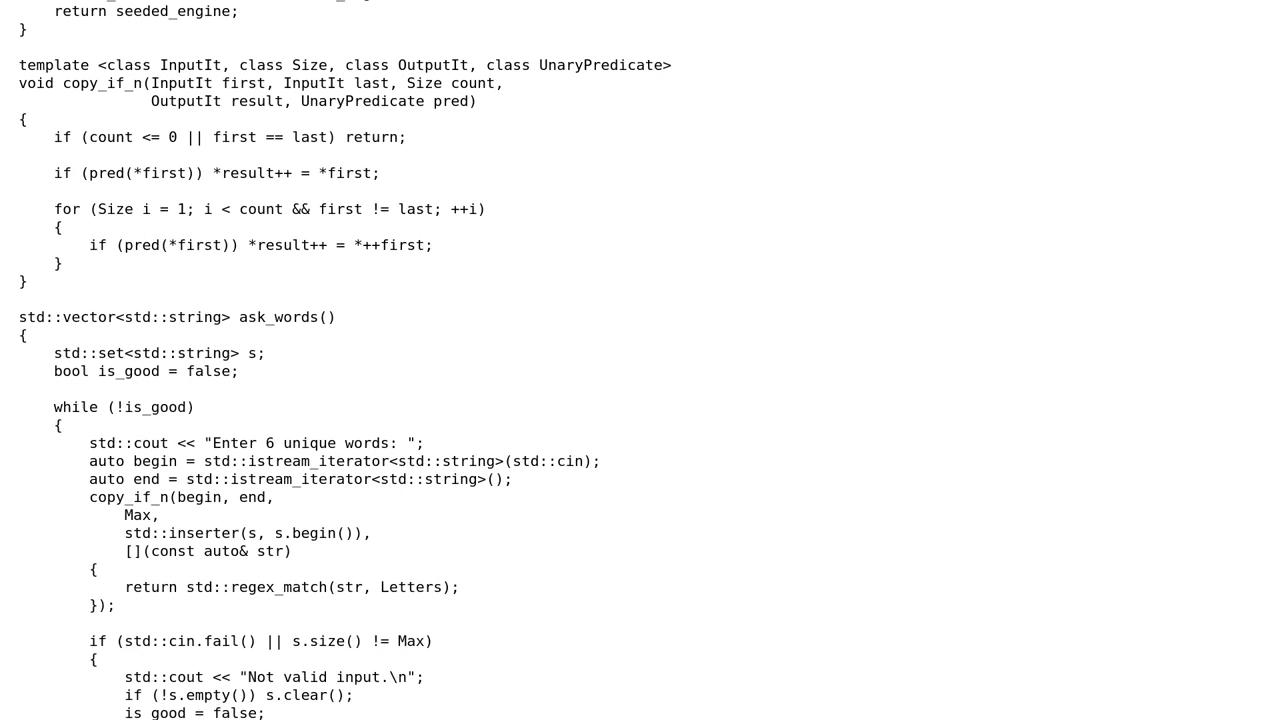 return seeded_engine;
}
template <class InputIt, class Size, class OutputIt, class UnaryPredicate>
void copy_if_n(InputIt first, InputIt last, Size count,
               OutputIt result, UnaryPredicate pred)
{
    if (count <= 0 || first == last) return;
    if (pred(*first)) *result++ = *first;
    for (Size i = 1; i < count && first != last; ++i)
    {
        if (pred(*first)) *result++ = *++first;
    }
}
std::vector<std::string> ask_words()
{
    std::set<std::string> s;
    bool is_good = false;
    while (!is_good)
    {
        std::cout << "Enter 6 unique words: ";
        auto begin = std::istream_iterator<std::string>(std::cin);
        auto end = std::istream_iterator<std::string>();
        copy_if_n(begin, end,
            Max,
            std::inserter(s, s.begin()),
            [](const auto& str)
        {
            return std::regex_match(str, Letters);
        });
        if (std::cin.fail() || s.size() != Max)
        {
            std::cout << "Not valid input.\n";
            if (!s.empty()) s.clear();
            is_good = false;